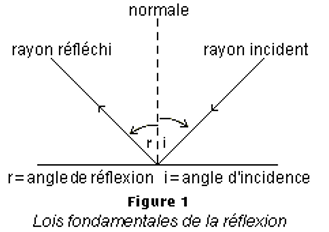 normale
rayon réfléchi rayon incident
r i
r = angle de réflexion i = angle d'incidence
Figure 1
Lois fondamentales de la réflexion